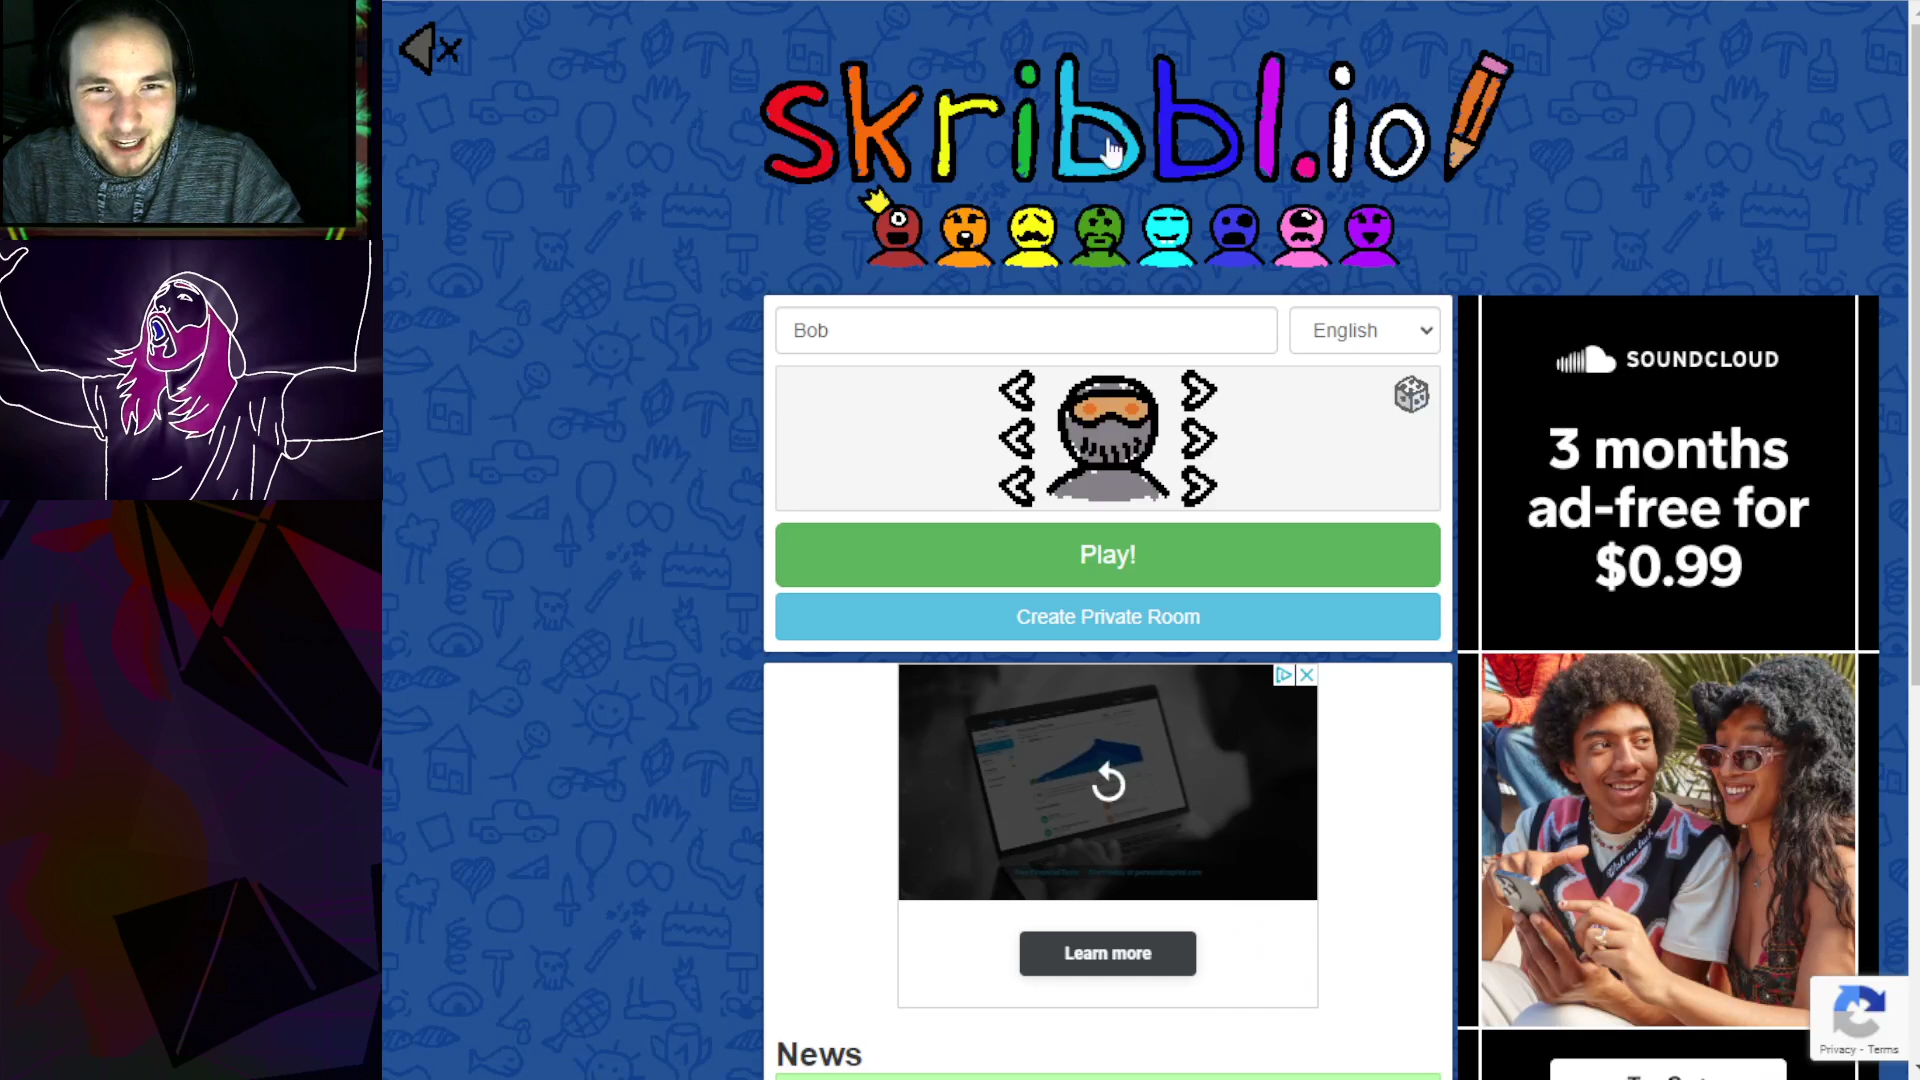 skribbl.io
Bob
English
Play!
Create Private Room
SOUNDCLOUD
3 months
ad-free for
$0.99
Learn more
News
Privacy - Terms